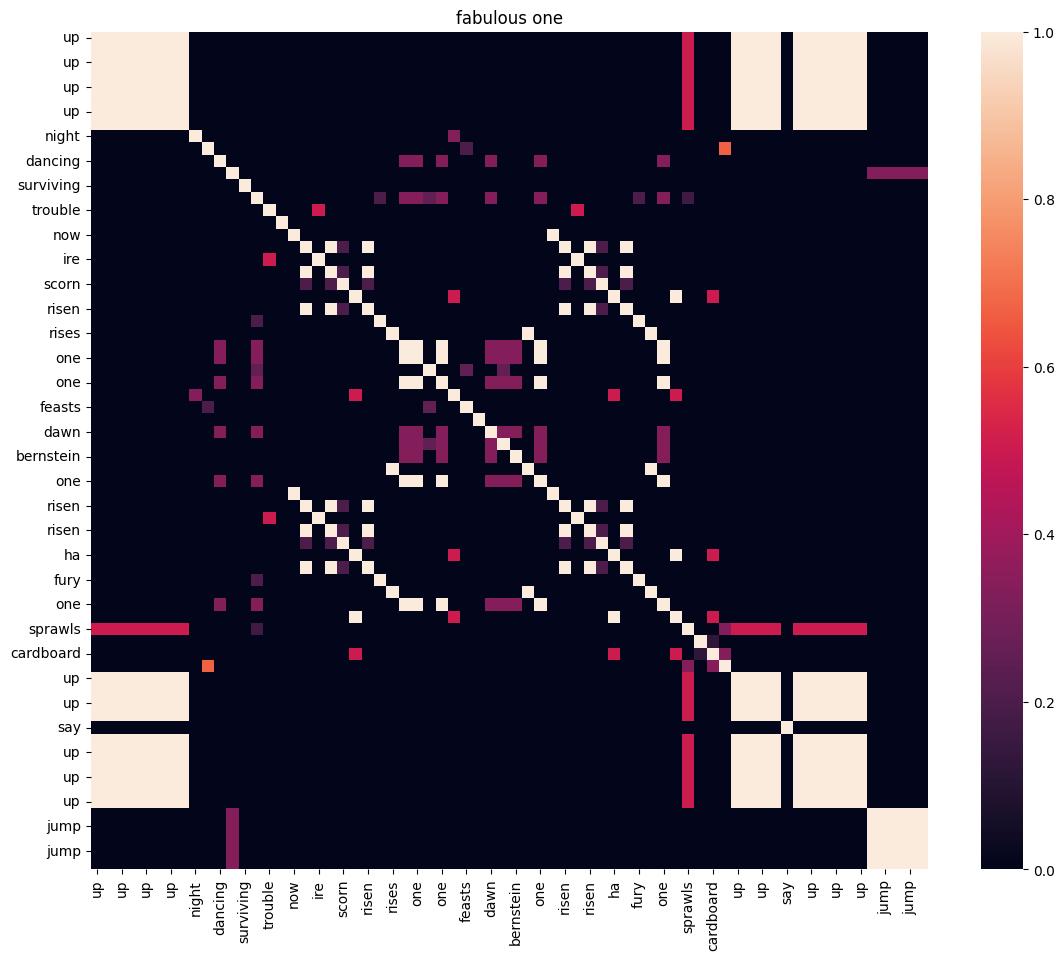 fabulous one
up
up
up
up
night
dancing
surviving
trouble
now
ire
scorn
risen
rises
one
one
feasts
dawn
bernstein
one
risen
risen
ha
fury
one
sprawls
cardboard
up
up
say
up
up
up
jump
jump
up
up
up
up
night
dancing
surviving
trouble
now
ire
scorn
risen
rises
one
one
feasts
dawn
bernstein
one
risen
risen
ha
fury
one
sprawls
cardboard
up
up
say
up
up
up
jump
jump
1.0
0.8
0.6
0.4
0.2
0.0